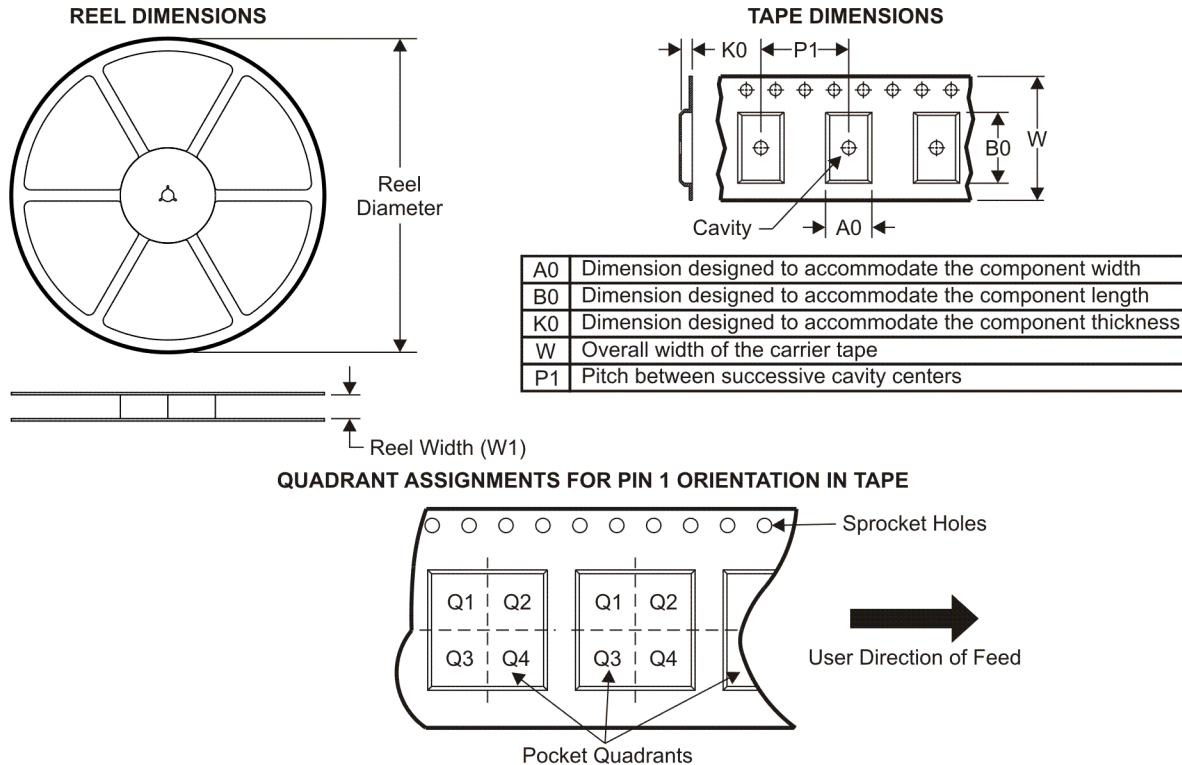 REEL DIMENSIONS
TAPE DIMENSIONS
K0
P1
Reel
Diameter
B0
W
Cavity
A0
A0 Dimension designed to accommodate the component width
B0 Dimension designed to accommodate the component length
K0 Dimension designed to accommodate the component thickness
W Overall width of the carrier tape
P1 Pitch between successive cavity centers
Reel Width (W1)
QUADRANT ASSIGNMENTS FOR PIN 1 ORIENTATION IN TAPE
Sprocket Holes
Q1 Q2 Q1 Q2
Q3 Q4 Q3 Q4
User Direction of Feed
Pocket Quadrants